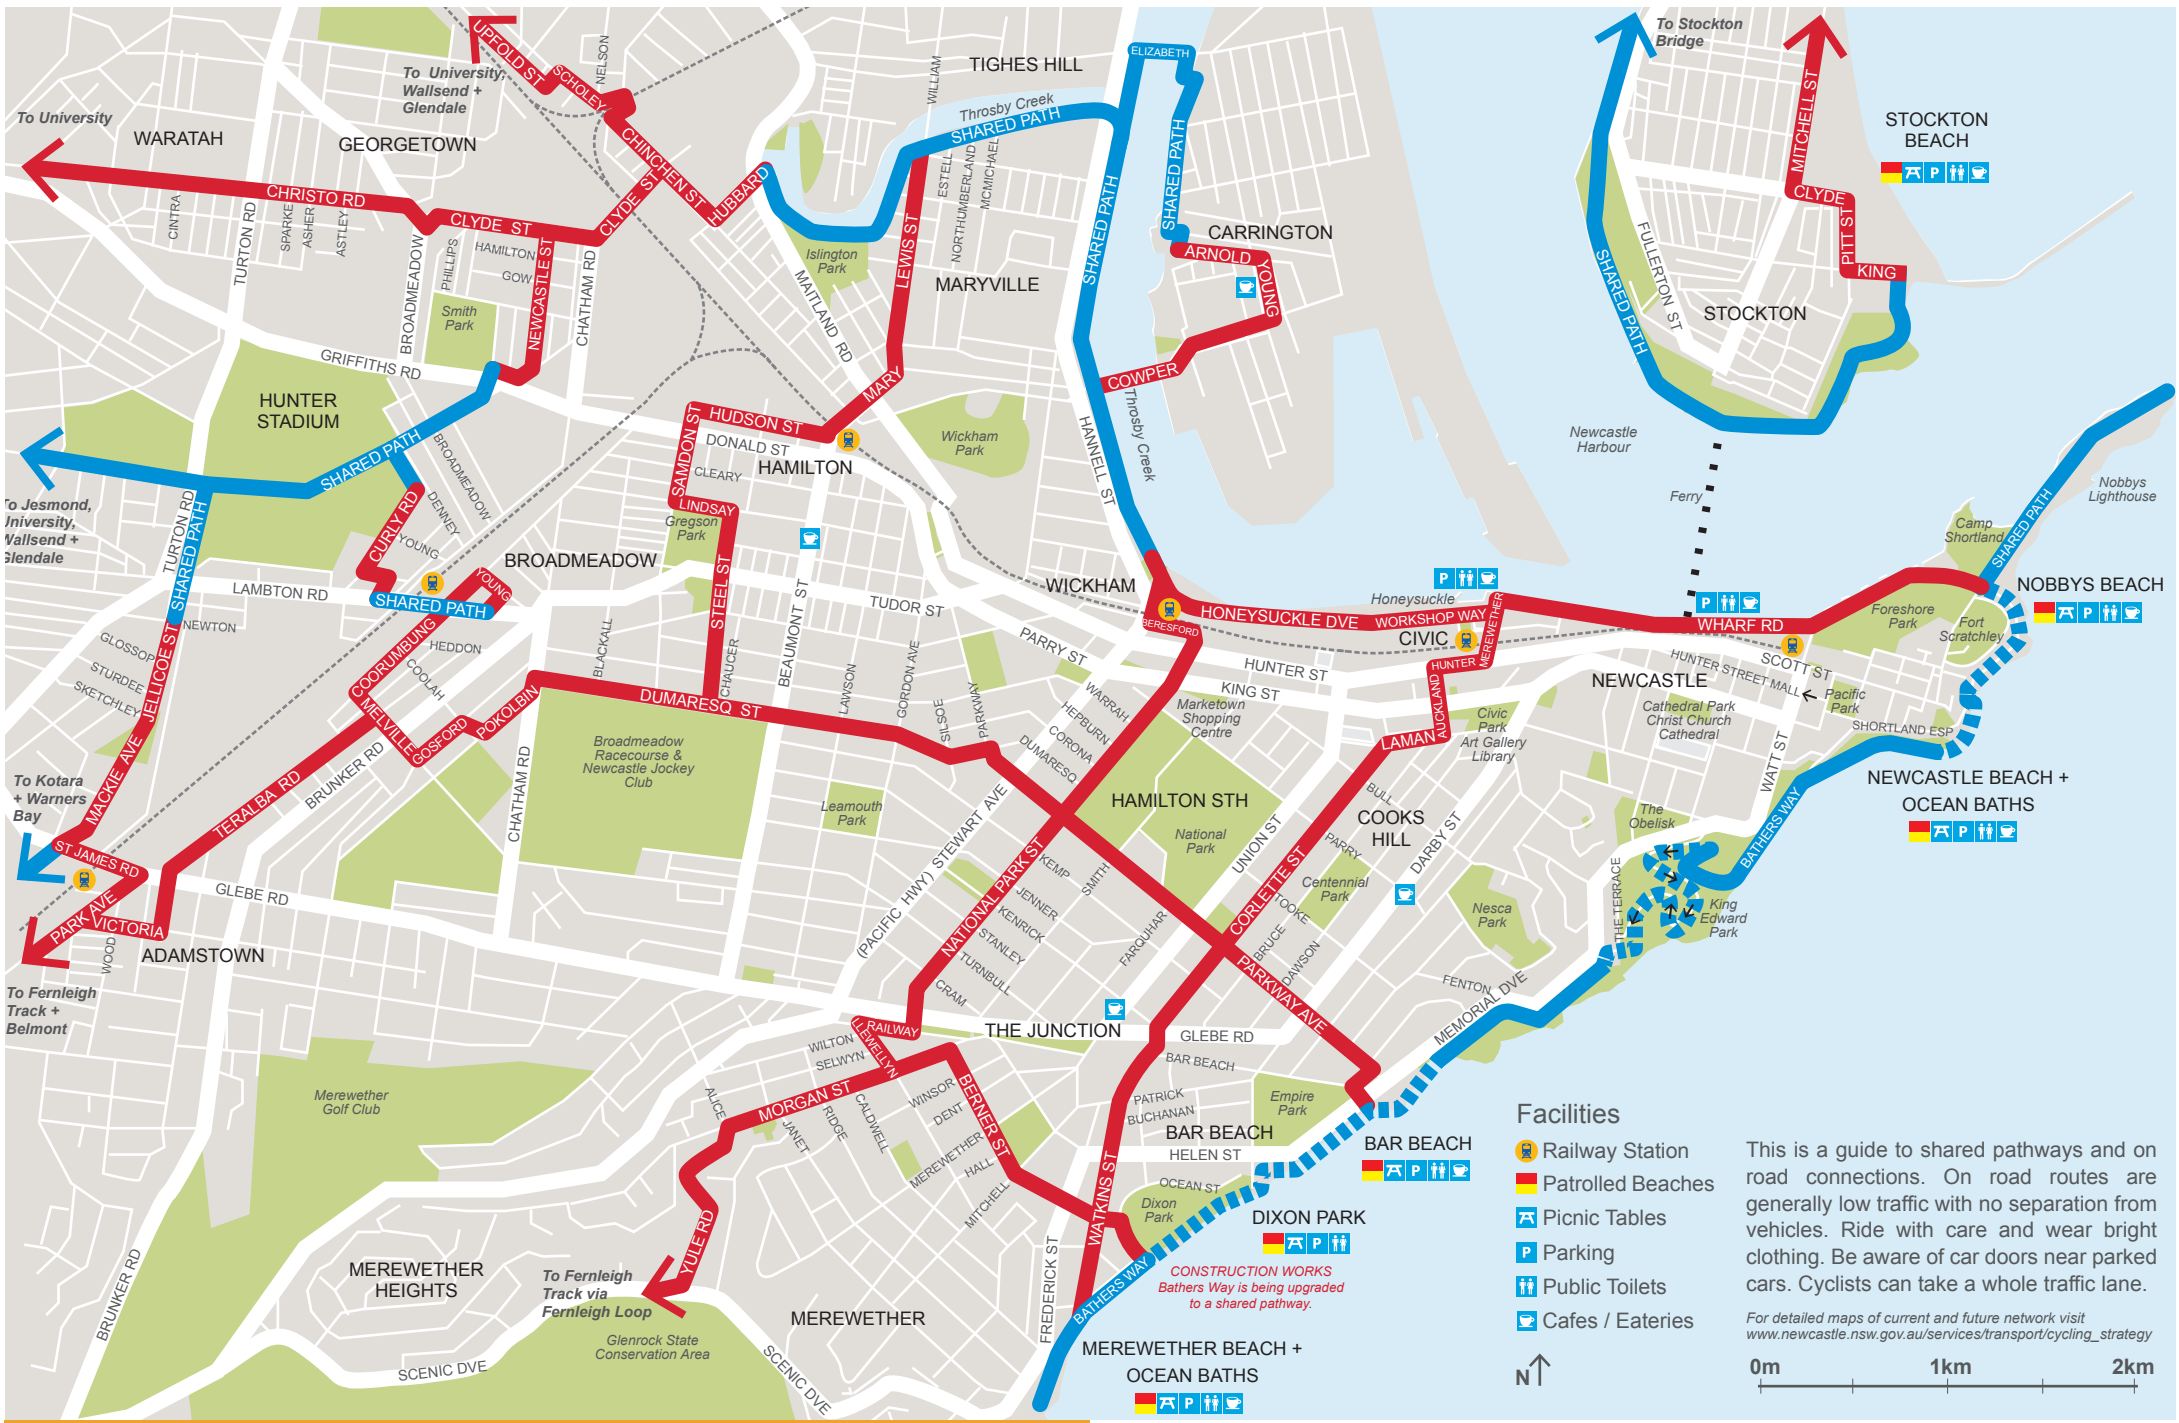 To University
WARATAH
GEORGETOWN
To University,
Wallsend +
Glendale
UPFOLD ST
SCHOLEY
NELSON
CHINCHEN ST
HUBBARD
CLYDE ST
CHRISTO RD
CLYDE ST
CINTRA
TURTON RD
SPARKE
ASHER
ASTLEY
BROADMEADOW
PHILLIPS
HAMILTON
GOW
NEWCASTLE ST
CHATHAM RD
Smith
Park
GRIFFITHS RD
HUNTER
STADIUM
SHARED PATH
BROADMEADOW
DENNEY
YOUNG
CURLY RD
To Jesmond,
University,
Wallsend +
Glendale
TURTON RD
SHARED PATH
LAMBTON RD
NEWTON
SHARED PATH
YOUNG
BROADMEADOW
COORUMBUNG
HEDDON
COOLAH
MELVILLE
GOSFORD
POKOLBIN
GLOSSOP
STURDEE
SKETCHLEY
JELLICOE ST
MACKIE AVE
TERALBA RD
BRUNKER RD
To Kotara
+ Warners
Bay
ST JAMES RD
PARK AVE
VICTORIA
WOOD
ADAMSTOWN
GLEBE RD
To Fernleigh
Track +
Belmont
CHATHAM RD
BRUNKER RD
TIGHES HILL
WILLIAM
Throsby Creek
SHARED PATH
ESTELL
NORTHUMBERLAND
MCMICHAEL
Islington
Park
LEWIS ST
MARYVILLE
MAITLAND RD
MARY
HUDSON ST
DONALD ST
HAMILTON
CLEARY
SAMDON ST
LINDSAY
Gregson
Park
STEEL ST
Wickham
Park
BEAUMONT ST
TUDOR ST
BLACKALL
CHAUCER
DUMARESQ ST
LAWSON
GORDON AVE
SILSOE
PARKWAY
Broadmeadow
Racecourse &
Newcastle Jockey
Club
Leamouth
Park
ELIZABETH
SHARED PATH
SHARED PATH
CARRINGTON
ARNOLD
YOUNG
COWPER
Throsby Creek
HANNELL ST
WICKHAM
BERESFORD
HONEYSUCKLE DVE
WORKSHOP WAY
Honeysuckle
MEREWETHER
CIVIC
HUNTER
PARRY ST
HUNTER ST
KING ST
WARRAH
HEPBURN
CORONA
DUMARESQ
Marketown
Shopping
Centre
AUCKLAND
LAMAN
Civic
Park
Art Gallery
Library
HAMILTON STH
National
Park
(PACIFIC HWY) STEWART AVE
NATIONAL PARK ST
KEMP
SMITH
JENNER
KENRICK
STANLEY
TURNBULL
CRAM
FARQUHAR
UNION ST
CORLETTE ST
BULL
COOKS
HILL
PARRY
DARBY ST
Centennial
Park
TOOKE
BRUCE
DAWSON
Nesca
Park
PARKWAY AVE
FENTON
MEMORIAL DVE
THE JUNCTION
GLEBE RD
RAILWAY
LLEWELLYN
WILTON
SELWYN
MORGAN ST
ALICE
JANET
RIDGE
CALDWELL
WINSOR
DENT
MEREWETHER
HALL
MITCHELL
BERNER ST
YULE RD
BAR BEACH
PATRICK
BUCHANAN
Empire
Park
BAR BEACH
HELEN ST
OCEAN ST
Dixon
Park
WATKINS ST
FREDERICK ST
BATHERS WAY
Merewether
Golf Club
MEREWETHER
HEIGHTS
To Fernleigh
Track via
Fernleigh Loop
Glenrock State
Conservation Area
SCENIC DVE
SCENIC DVE
MEREWETHER
MEREWETHER BEACH +
OCEAN BATHS
P
DIXON PARK
P
CONSTRUCTION WORKS
Bathers Way is being upgraded
to a shared pathway.
BAR BEACH
P
To Stockton
Bridge
MITCHELL ST
CLYDE
PITT ST
KING
STOCKTON
BEACH
P
FULLERTON ST
SHARED PATH
STOCKTON
Newcastle
Harbour
Ferry
P
P
Nobbys
Lighthouse
Camp
Shortland
SHARED PATH
NOBBYS BEACH
P
WHARF RD
Foreshore
Park
Fort
Scratchley
SCOTT ST
HUNTER STREET MALL
NEWCASTLE
Pacific
Park
Cathedral Park
Christ Church
Cathedral
SHORTLAND ESP
WATT ST
NEWCASTLE BEACH +
OCEAN BATHS
P
The
Obelisk
BATHERS WAY
THE TERRACE
King
Edward
Park
Facilities
Railway Station
Patrolled Beaches
Picnic Tables
P Parking
Public Toilets
Cafes / Eateries
N
This is a guide to shared pathways and on
road connections. On road routes are
generally low traffic with no separation from
vehicles. Ride with care and wear bright
clothing. Be aware of car doors near parked
cars. Cyclists can take a whole traffic lane.
For detailed maps of current and future network visit
www.newcastle.nsw.gov.au/services/transport/cycling_strategy
0m 1km 2km